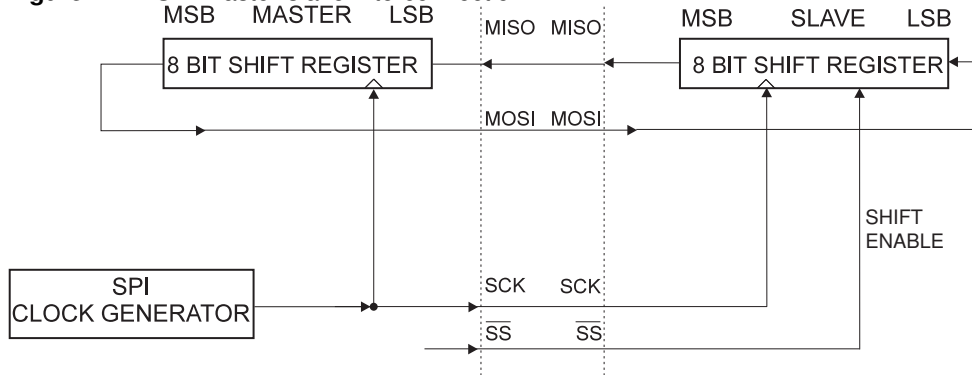 MSB MASTER LSB
MISO MISO
MSB SLAVE LSB
8 BIT SHIFT REGISTER
8 BIT SHIFT REGISTER
MOSI MOSI
SHIFT
ENABLE
SPI
CLOCK GENERATOR
SCK SCK
SS SS